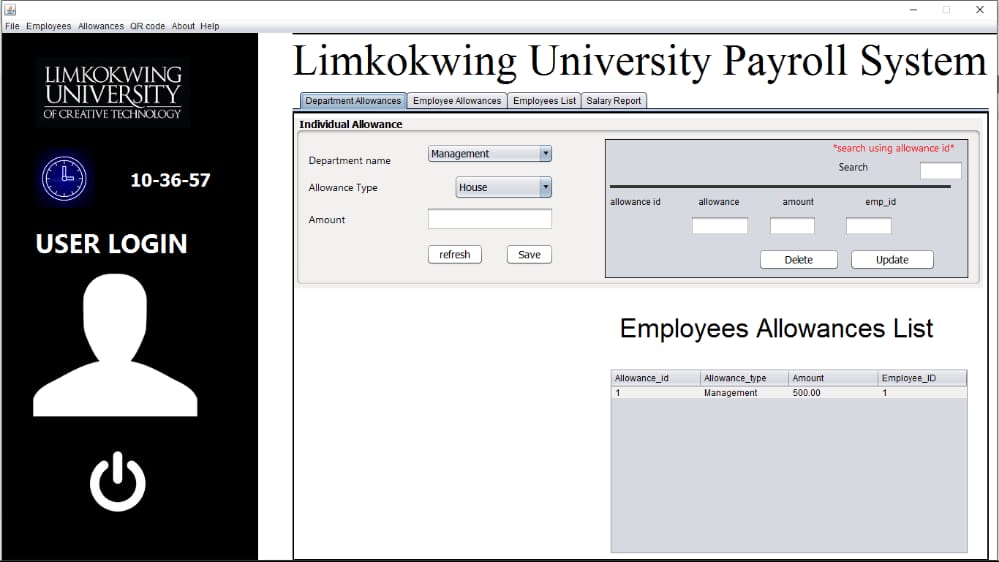 File Employees Allowances QR code About Help
LIMKOKWING
UNIVERSITY
OF CREATIVE TECHNOLOGY
10-36-57
USER LOGIN
Limkokwing University Payroll System
Department Allowances Employee Allowances Employees List Salary Report
Individual Allowance
Department name Management
Allowance Type House
Amount
refresh Save
*search using allowance id*
Search
allowance id allowance amount emp_id
Delete Update
Employees Allowances List
Allowance_id Allowance_type Amount Employee_ID
1 Management 500.00 1